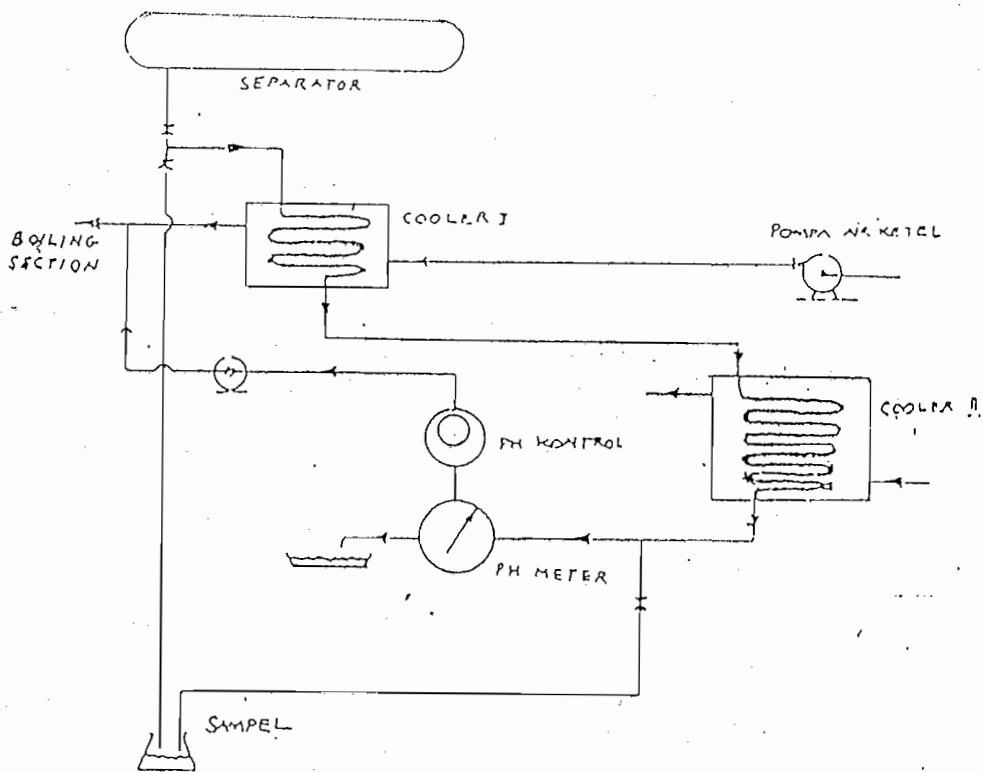 SEPARATOR
COOLER I
POMPA AIR KETEL
BOILING
SECTION
COOLER II
PH KONTROL
PH METER
SAMPEL